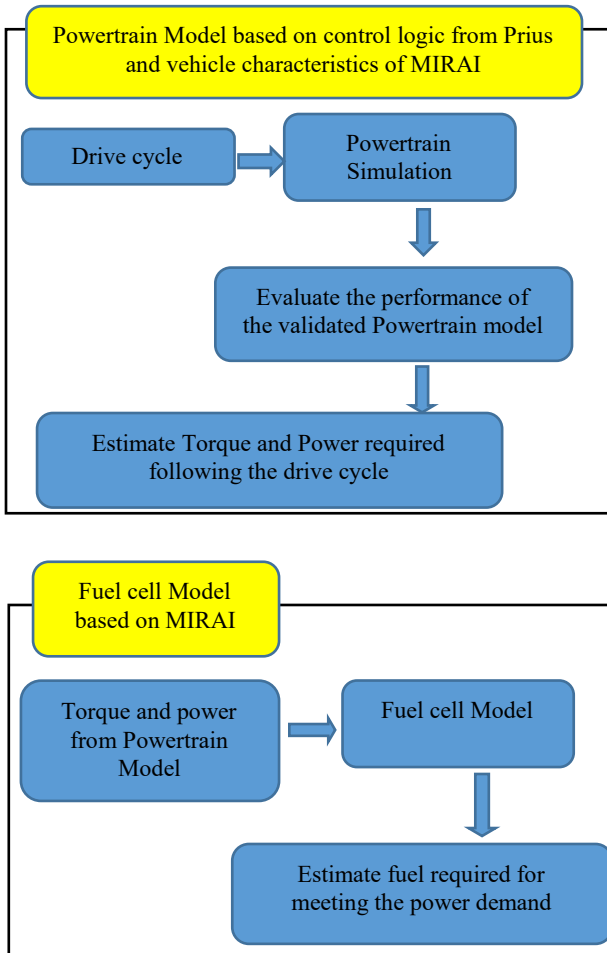 Powertrain Model based on control logic from Prius
and vehicle characteristics of MIRAI
Drive cycle
Powertrain
Simulation
Evaluate the performance of
the validated Powertrain model
Estimate Torque and Power required
following the drive cycle
Fuel cell Model
based on MIRAI
Torque and power
from Powertrain
Model
Fuel cell Model
Estimate fuel required for
meeting the power demand